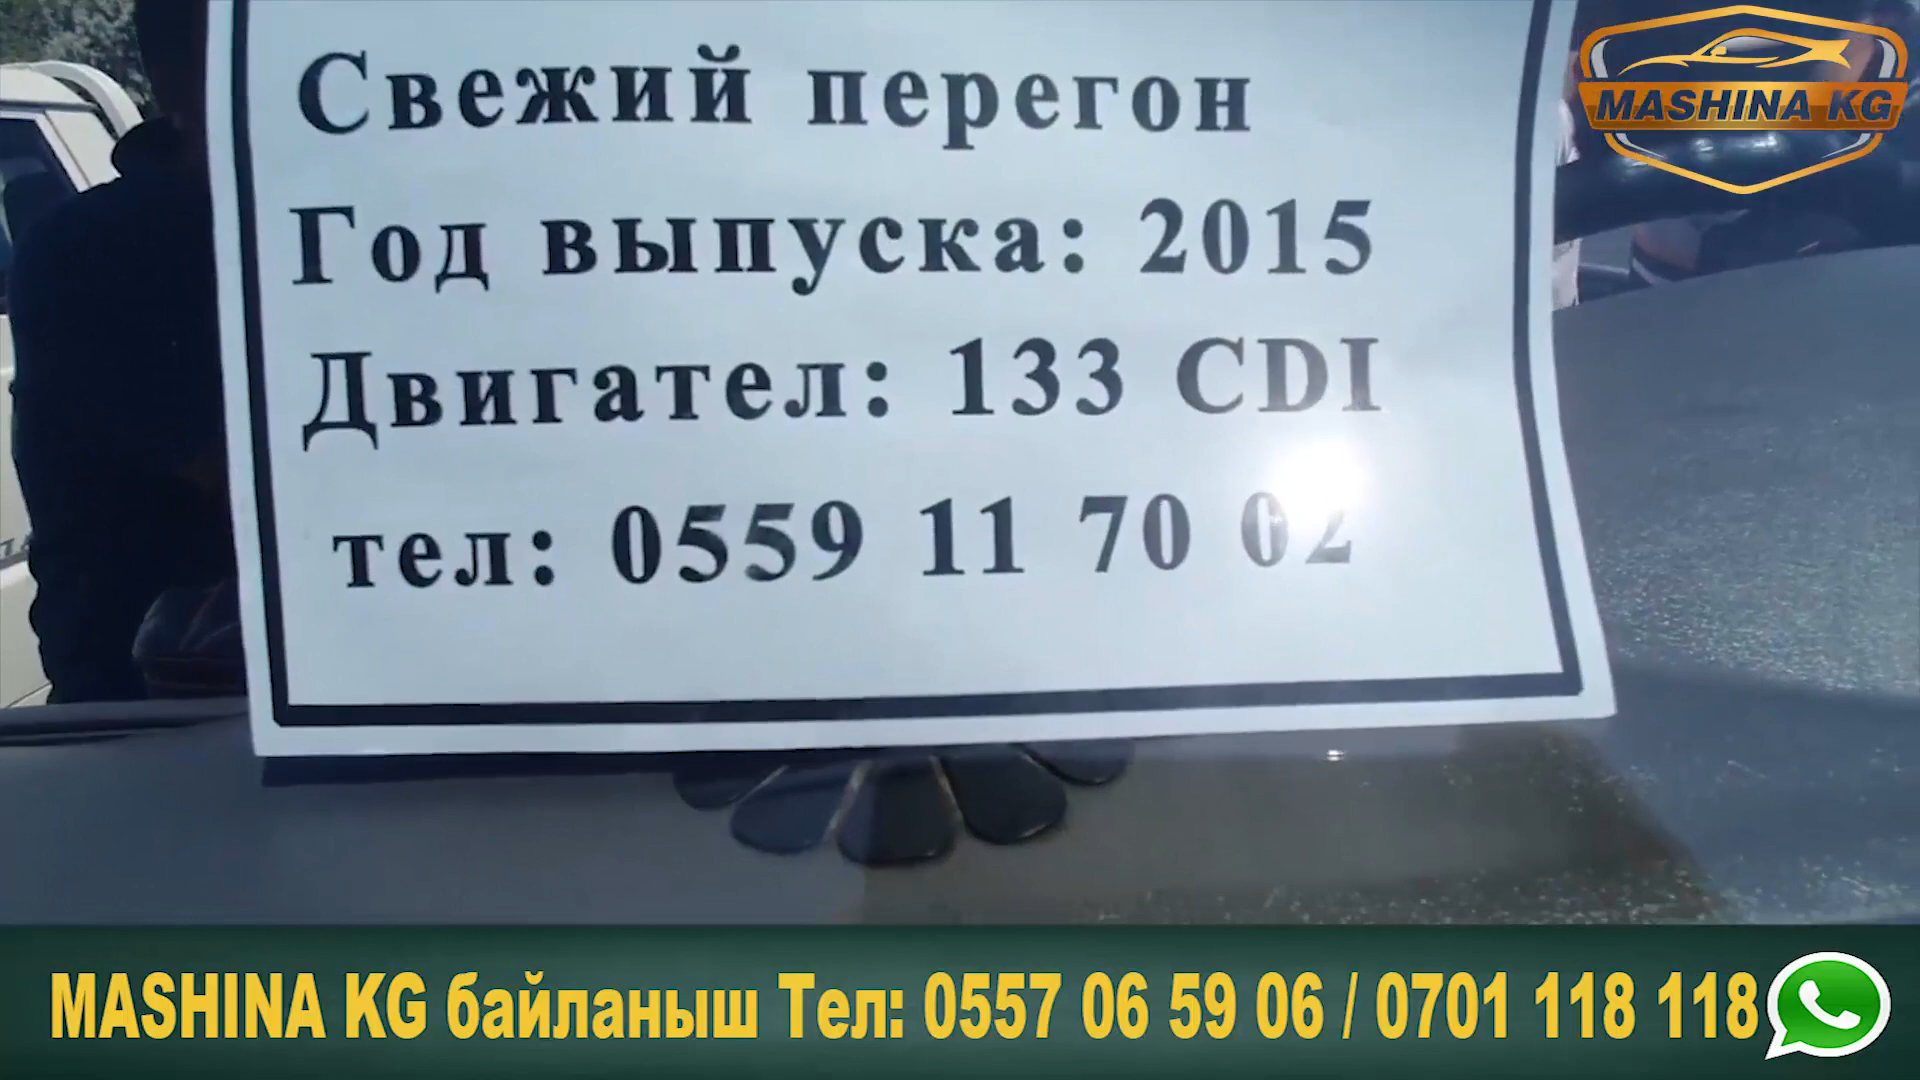 MASHINA KG
Свежий перегон
Год выпуска: 2015
Двигател: 133 CDI
тел: 0559 11 70 02
MASHINA KG байланыш Тел: 0557 06 59 06 / 0701 118 118